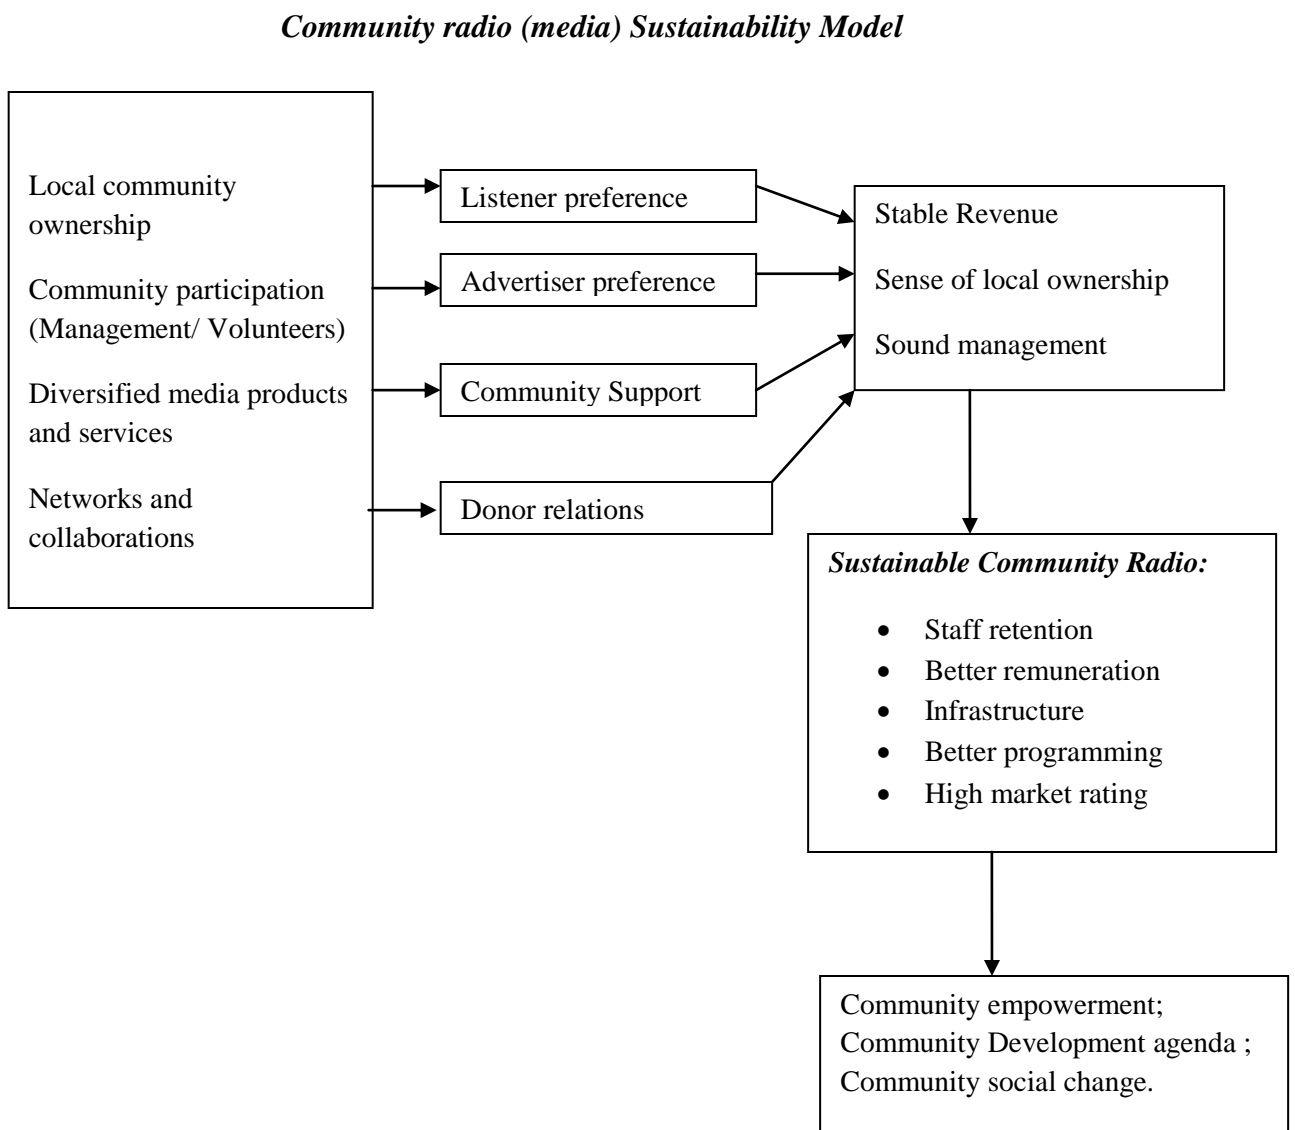 Community radio (media) Sustainability Model
Local community
ownership
Community participation
(Management/ Volunteers)
Diversified media products
and services
Networks and
collaborations
Listener preference
Advertiser preference
Community Support
Donor relations
Stable Revenue
Sense of local ownership
Sound management
Sustainable Community Radio:
• Staff retention
• Better remuneration
• Infrastructure
• Better programming
• High market rating
Community empowerment;
Community Development agenda ;
Community social change.